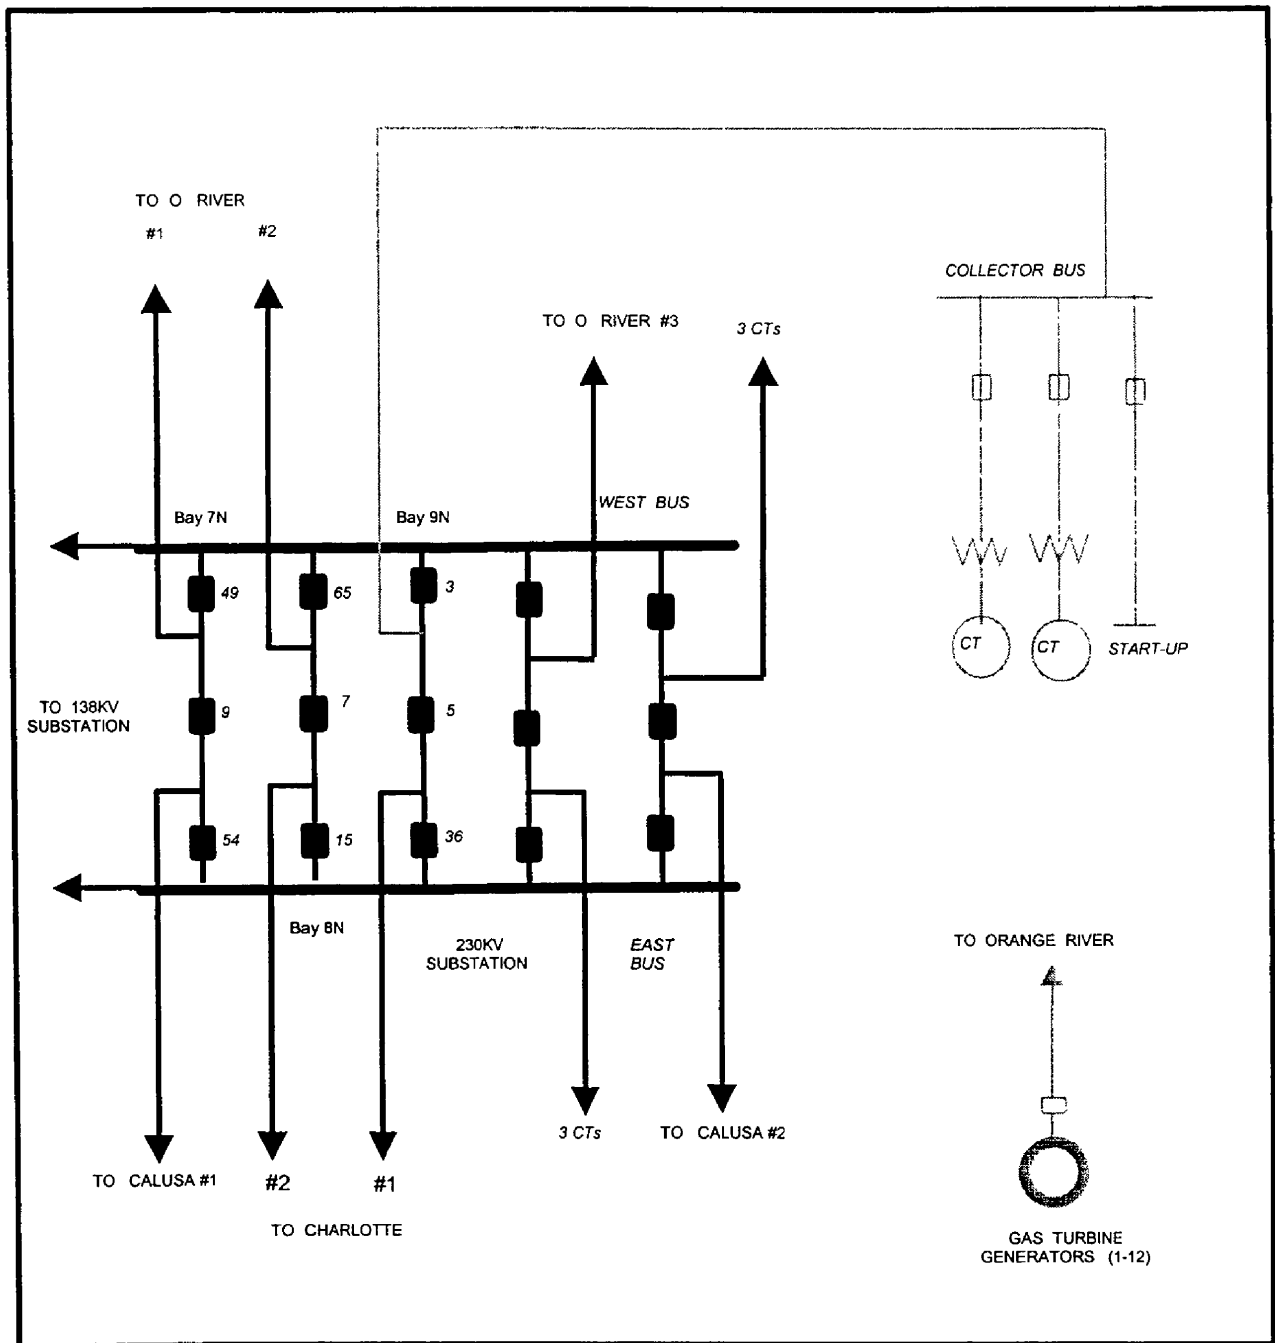 TO O RIVER
#1 #2
COLLECTOR BUS
TO O RIVER #3
3 CTs
WEST BUS
Bay 7N
Bay 9N
49
65
3
CT
CT
START-UP
TO 138KV
SUBSTATION
9
7
5
54
15
36
Bay 8N
230KV
SUBSTATION
EAST
BUS
TO ORANGE RIVER
3 CTs
TO CALUSA #2
TO CALUSA #1
#2
#1
TO CHARLOTTE
GAS TURBINE
GENERATORS (1-12)